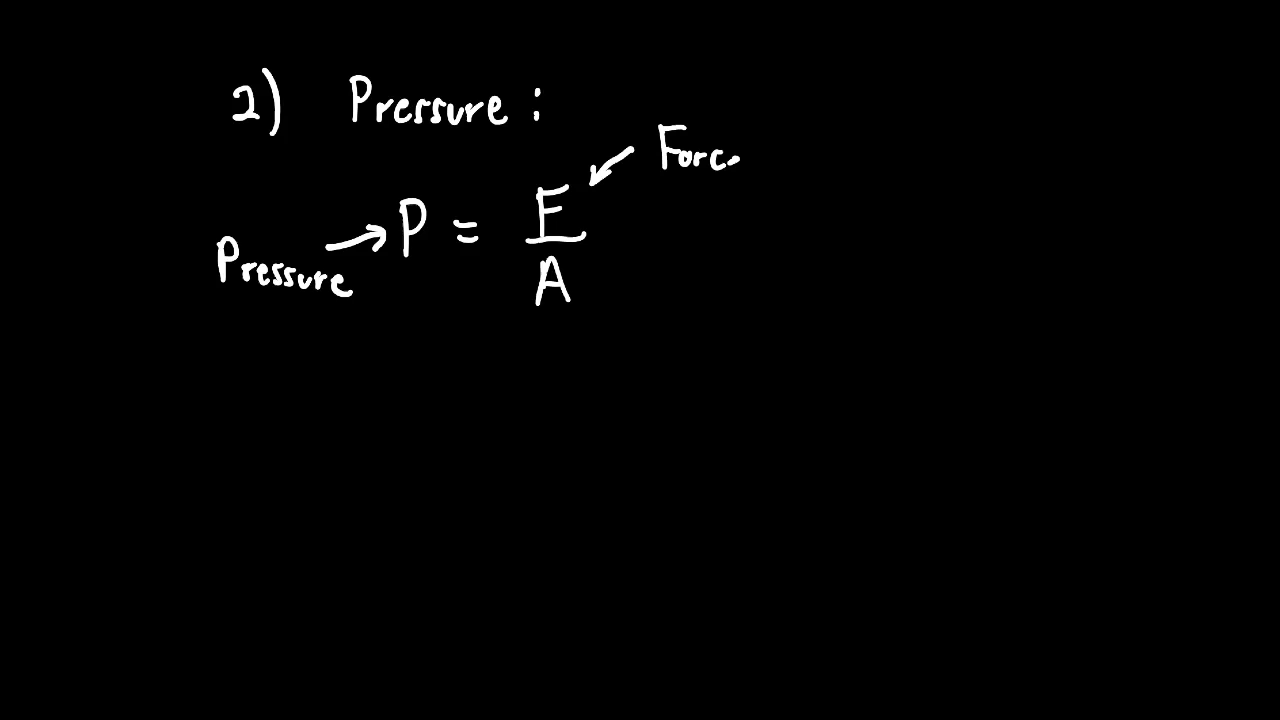 2) Pressure:
Forc
Pressure → P = F/A